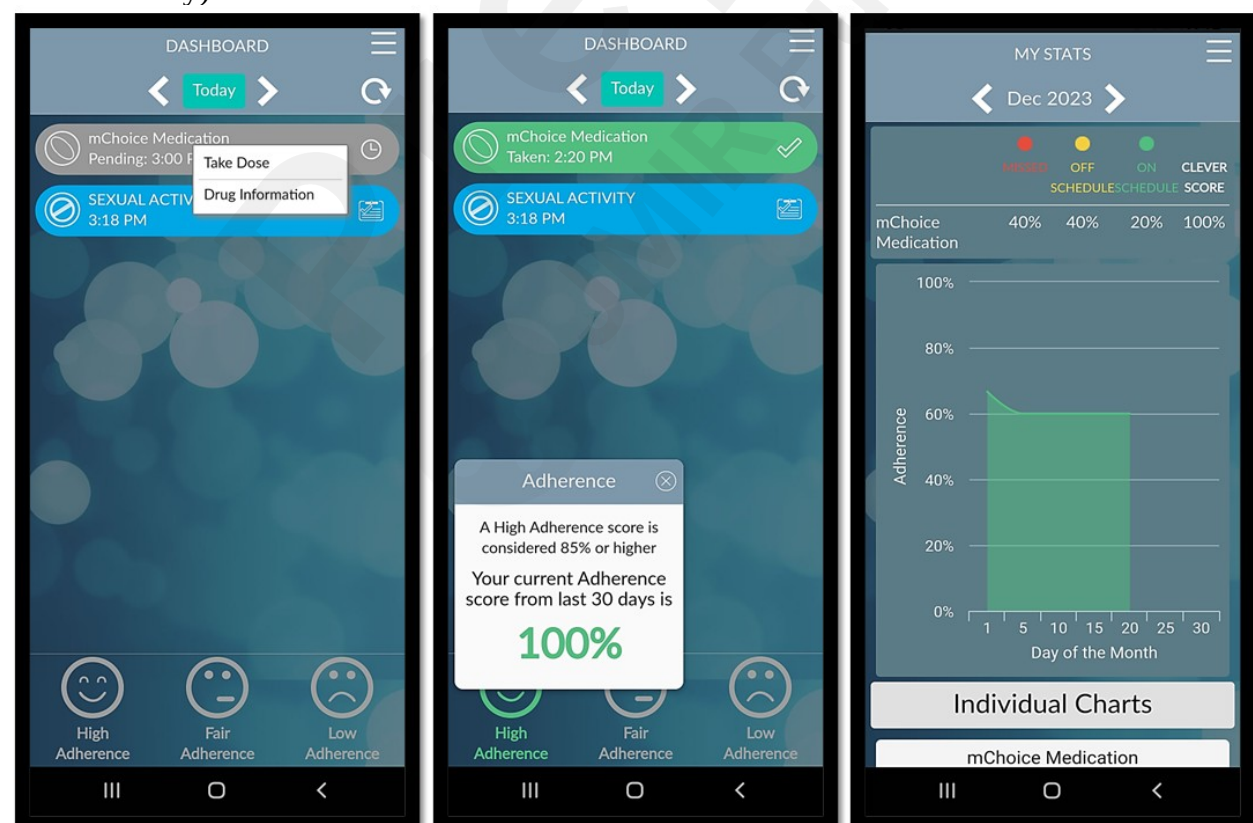 DASHBOARD
Today
mChoice Medication
Pending: 3:00 P
Take Dose
Drug Information
SEXUAL ACTIV
3:18 PM
High
Adherence
Fair
Adherence
Low
Adherence
DASHBOARD
Today
mChoice Medication
Taken: 2:20 PM
SEXUAL ACTIVITY
3:18 PM
Adherence
A High Adherence score is
considered 85% or higher
Your current Adherence
score from last 30 days is
100%
High
Adherence
Fair
Adherence
Low
Adherence
MY STATS
Dec 2023
MISSED OFF SCHEDULE ON SCHEDULE CLEVER SCORE
mChoice Medication 40% 40% 20% 100%
100%
80%
60%
40%
20%
0%
Adherence
1 5 10 15 20 25 30
Day of the Month
Individual Charts
mChoice Medication